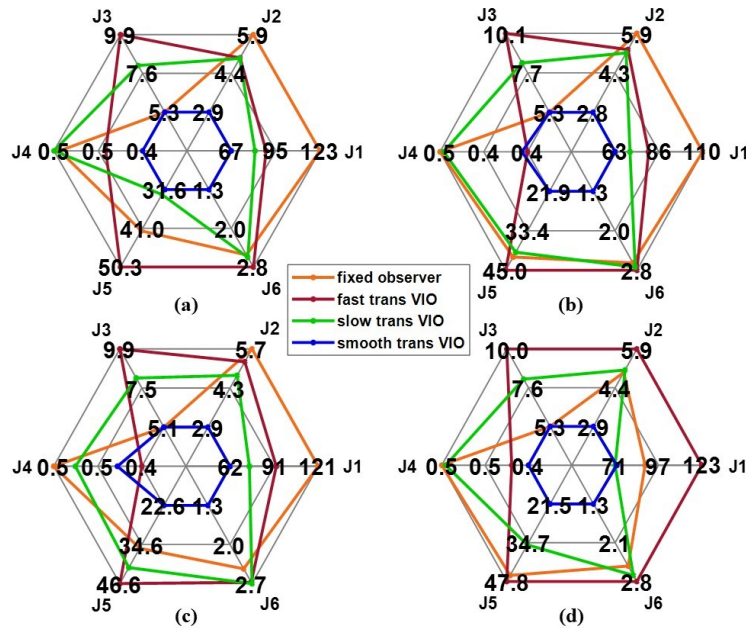 J3
J2
9.9
5.9
7.6
4.4
5.3
2.9
J4
0.5
0.5
0.4
67
95
123
J1
31.6
1.3
41.0
2.0
50.3
2.8
J5
J6
(a)
J3
J2
10.1
5.9
7.7
4.3
5.3
2.8
J4
0.5
0.4
0.4
63
86
110
J1
21.9
1.3
33.4
2.0
45.0
2.8
J5
J6
(b)
fixed observer
fast trans VIO
slow trans VIO
smooth trans VIO
J3
J2
9.9
5.7
7.5
4.3
5.1
2.9
J4
0.5
0.5
0.4
62
91
121
J1
22.6
1.3
34.6
2.0
46.6
2.7
J5
J6
(c)
J3
J2
10.0
5.9
7.6
4.4
5.3
2.9
J4
0.5
0.5
0.4
71
97
123
J1
21.5
1.3
34.7
2.1
47.8
2.8
J5
J6
(d)